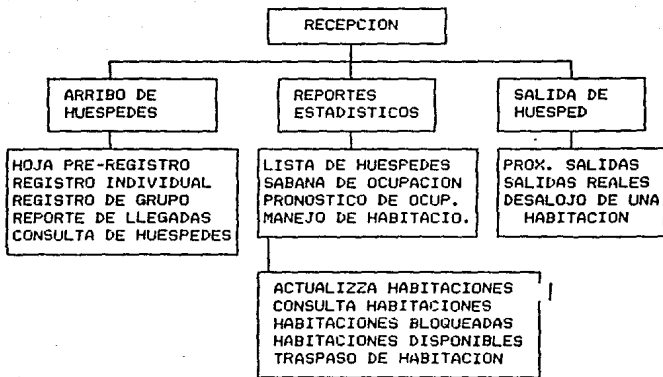 RECEPCION
ARRIBO DE
HUESPEDES
REPORTES
ESTADISTICOS
SALIDA DE
HUESPED
HOJA PRE-REGISTRO
REGISTRO INDIVIDUAL
REGISTRO DE GRUPO
REPORTE DE LLEGADAS
CONSULTA DE HUESPEDES
LISTA DE HUESPEDES
SABANA DE OCUPACION
PRONOSTICO DE OCUP.
MANEJO DE HABITACIO.
PROX. SALIDAS
SALIDAS REALES
DESALOJO DE UNA
HABITACION
ACTUALIZZA HABITACIONES
CONSULTA HABITACIONES
HABITACIONES BLOQUEADAS
HABITACIONES DISPONIBLES
TRASPASO DE HABITACION